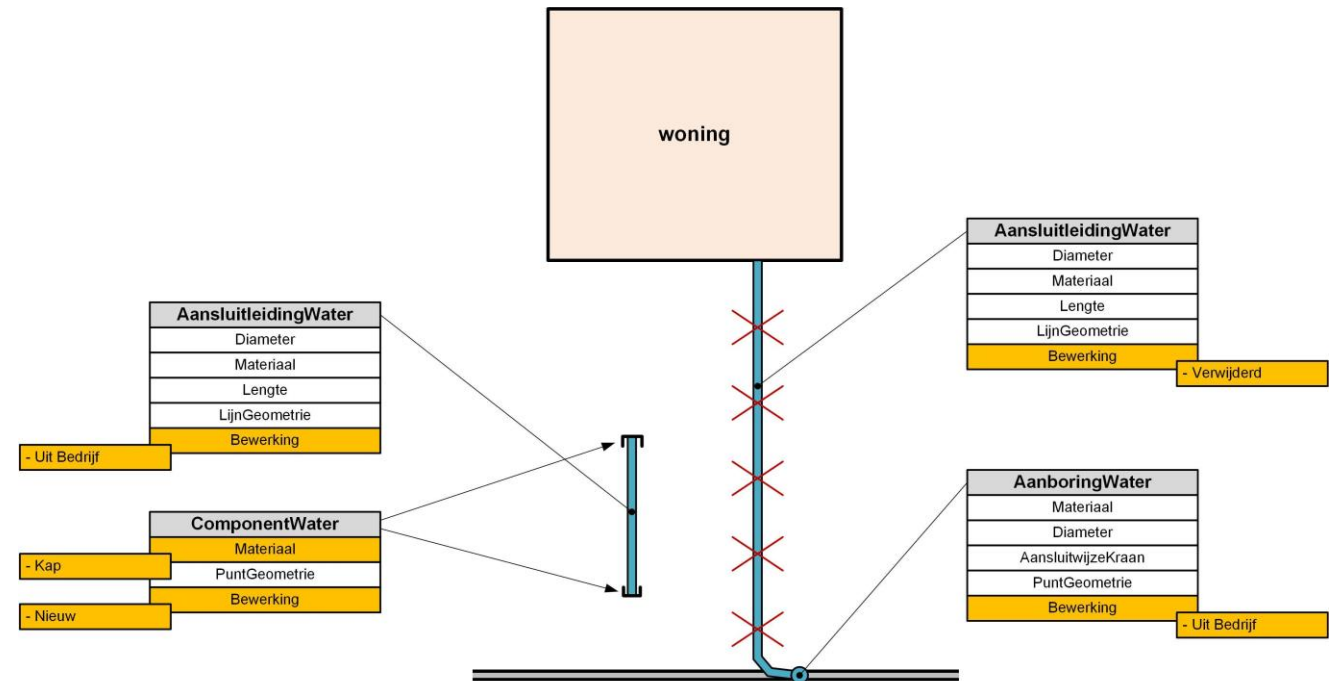 woning
AansluitleidingWater
Diameter
Materiaal
Lengte
LijnGeometrie
Bewerking
- Uit Bedrijf
ComponentWater
Materiaal
- Kap
PuntGeometrie
Bewerking
- Nieuw
AansluitleidingWater
Diameter
Materiaal
Lengte
LijnGeometrie
Bewerking
- Verwijderd
AanboringWater
Materiaal
Diameter
AansluitwijzeKraan
PuntGeometrie
Bewerking
- Uit Bedrijf